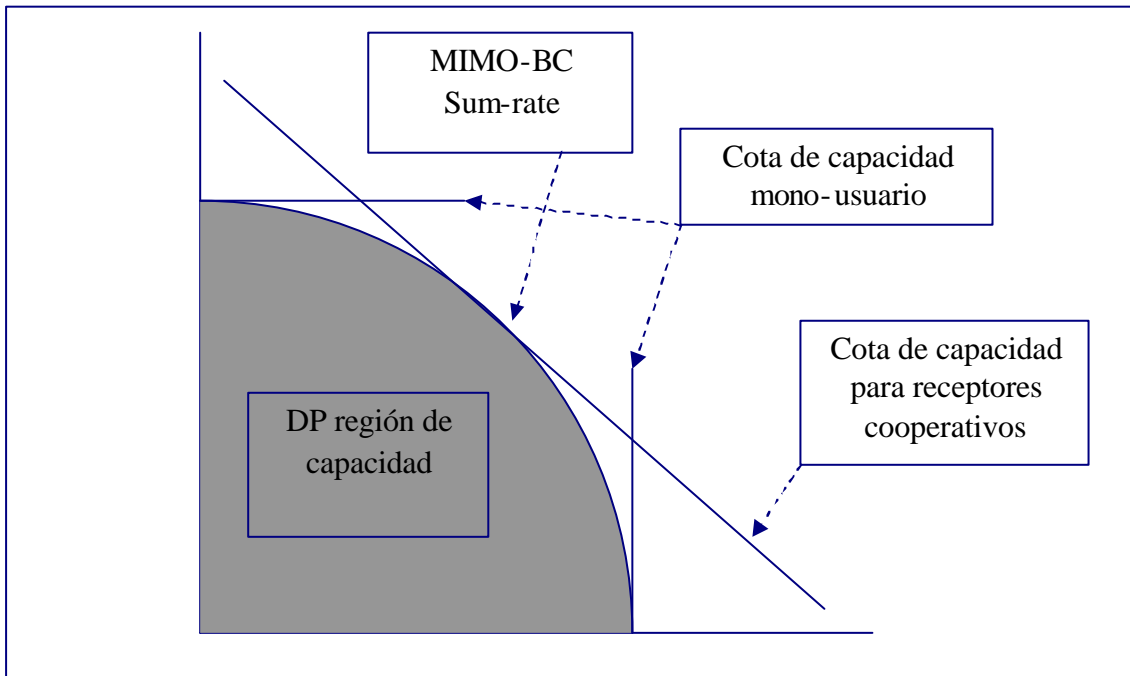 MIMO-BC
Sum-rate
Cota de capacidad
mono-usuario
Cota de capacidad
para receptores
cooperativos
DP región de
capacidad